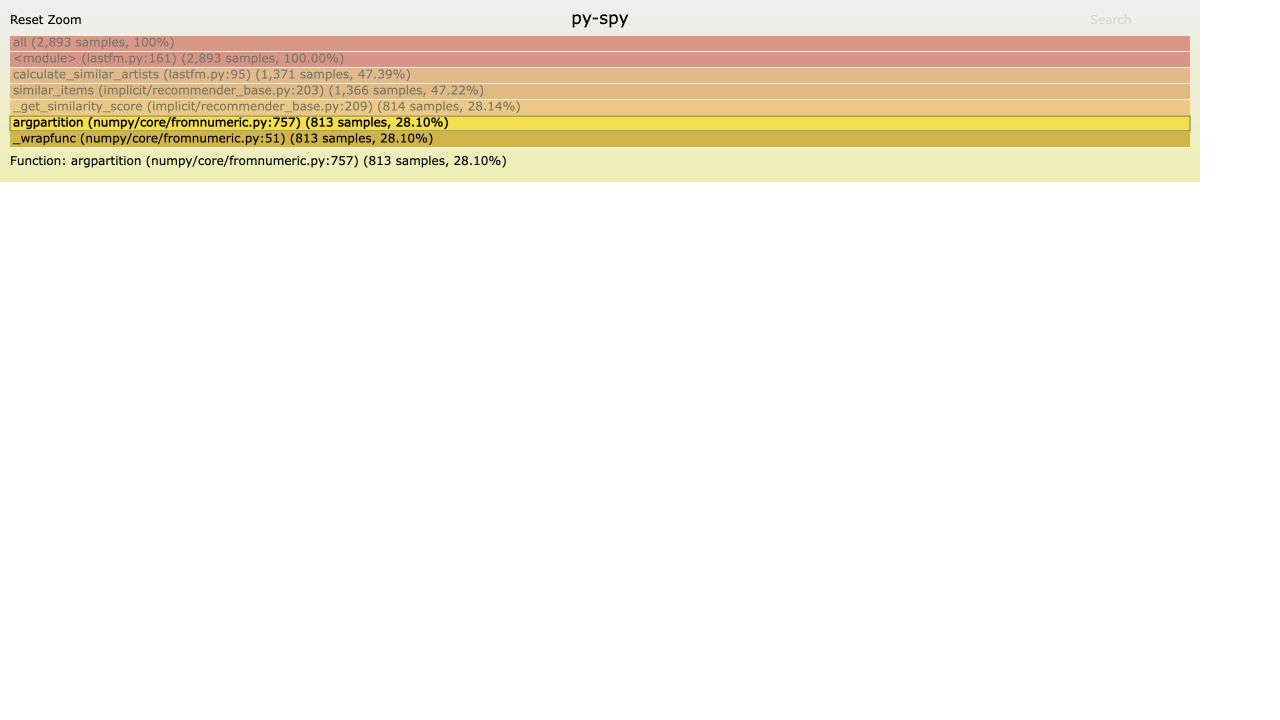 Reset Zoom py-spy Search
all (2,893 samples, 100%)
<module> (lastfm.py:161) (2,893 samples, 100.00%)
calculate_similar_artists (lastfm.py:95) (1,371 samples, 47.39%)
similar_items (implicit/recommender_base.py:203) (1,366 samples, 47.22%)
_get_similarity_score (implicit/recommender_base.py:209) (814 samples, 28.14%)
argpartition (numpy/core/fromnumeric.py:757) (813 samples, 28.10%)
_wrapfunc (numpy/core/fromnumeric.py:51) (813 samples, 28.10%)
Function: argpartition (numpy/core/fromnumeric.py:757) (813 samples, 28.10%)